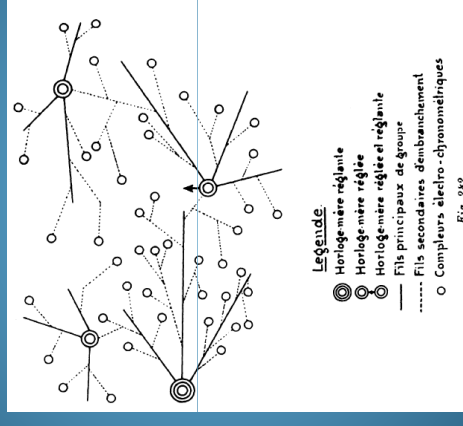 Légende
Horloge-mère réglante
Horloge-mère réglée
Horloge-mère réglée et réglante
Fils principaux de groupe
Fils secondaires d'embranchement
Compteurs électro-chronométriques
Fig.